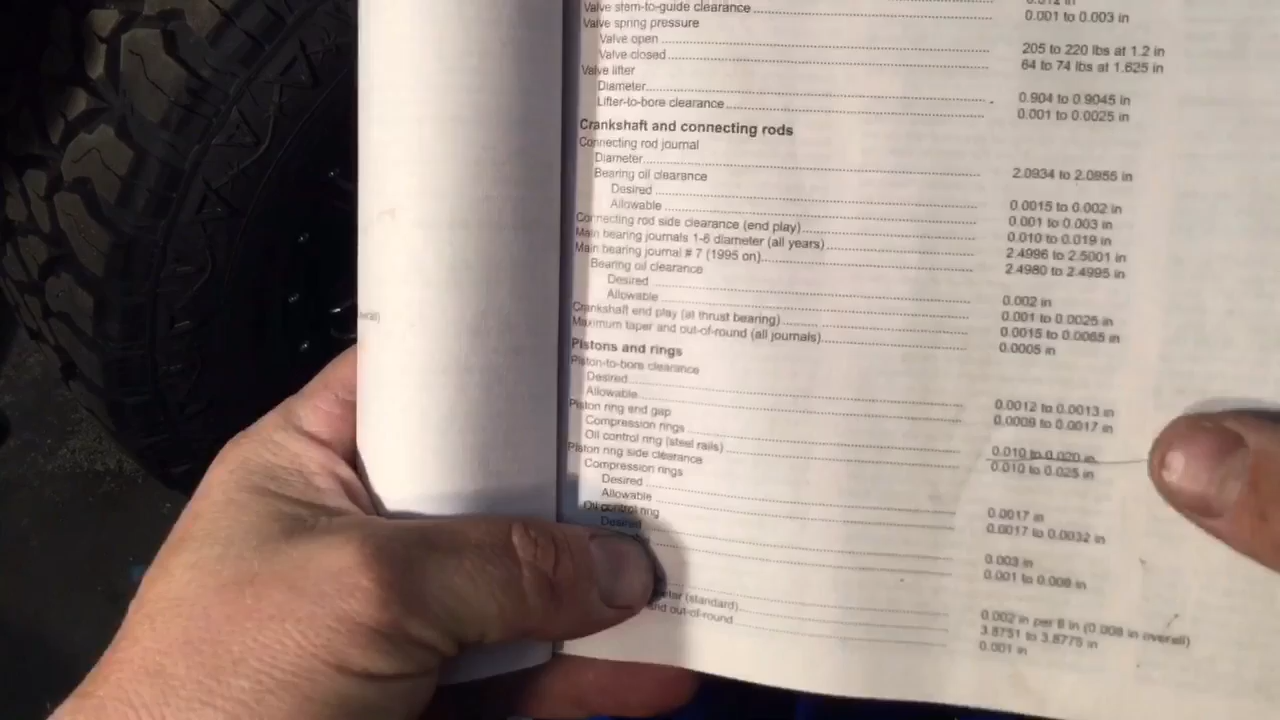 Valve stem-to-guide clearance 0.001 to 0.003 in
Valve spring pressure
Valve open 205 to 220 lbs at 1.2 in
Valve closed 64 to 74 lbs at 1.625 in
Valve lifter
Diameter 0.904 to 0.9045 in
Lifter-to-bore clearance 0.001 to 0.0025 in
Crankshaft and connecting rods
Connecting rod journal
Diameter 2.0934 to 2.0955 in
Bearing oil clearance
Desired 0.0015 to 0.002 in
Allowable 0.001 to 0.003 in
Connecting rod side clearance (end play) 0.010 to 0.019 in
Main bearing journals 1-6 diameter (all years) 2.4996 to 2.5001 in
Main bearing journal # 7 (1995 on) 2.4980 to 2.4995 in
Bearing oil clearance
Desired 0.002 in
Allowable 0.001 to 0.0025 in
Crankshaft end play (at thrust bearing) 0.0015 to 0.0065 in
Maximum taper and out-of-round (all journals) 0.0005 in
Pistons and rings
Piston-to-bore clearance
Desired 0.0012 to 0.0013 in
Allowable 0.0009 to 0.0017 in
Piston ring end gap
Compression rings 0.010 to 0.020 in
Oil control ring (steel rails) 0.010 to 0.025 in
Piston ring side clearance
Compression rings
Desired 0.0017 in
Allowable 0.0017 to 0.0032 in
Oil control ring
Desired 0.003 in
0.001 to 0.008 in
0.002 in per 6 in (0.008 in overall)
(standard) 3.8751 to 3.8775 in
and out-of-round 0.001 in